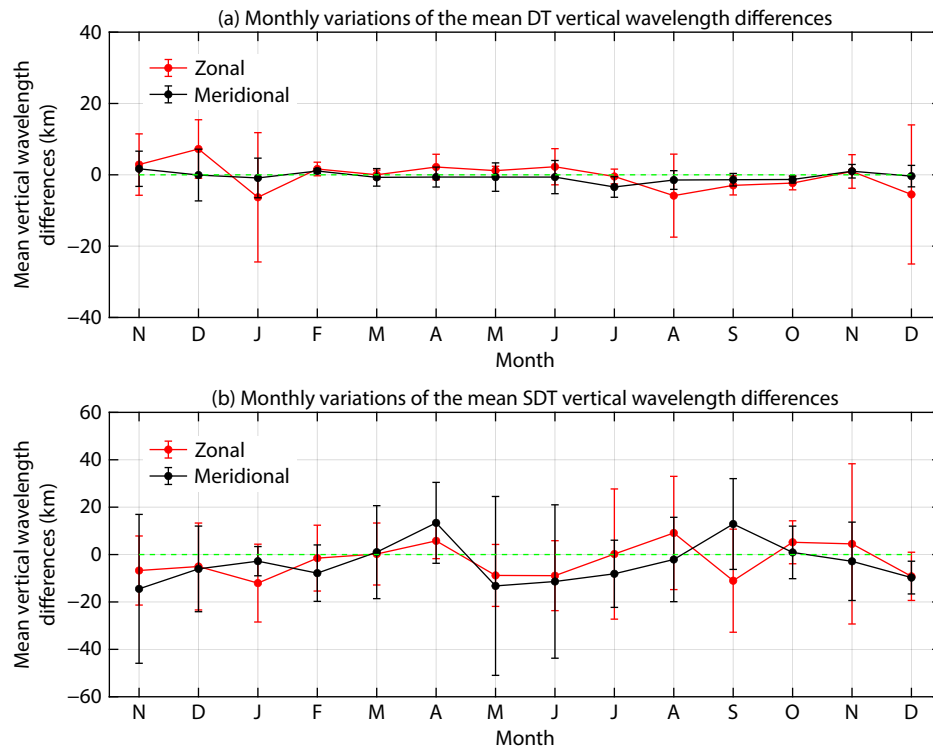 (a) Monthly variations of the mean DT vertical wavelength differences
Mean vertical wavelength
differences (km)
40
20
0
−20
−40
Zonal
Meridional
N D J F M A M J J A S O N D
Month
(b) Monthly variations of the mean SDT vertical wavelength differences
Mean vertical wavelength
differences (km)
60
40
20
0
−20
−40
−60
Zonal
Meridional
N D J F M A M J J A S O N D
Month